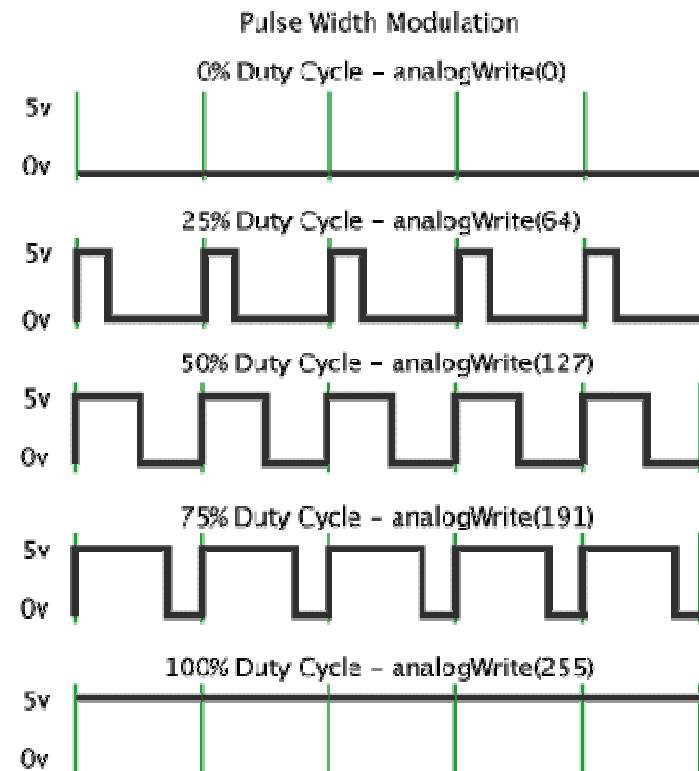 Pulse Width Modulation
0% Duty Cycle – analogWrite(0)
5v
0v
25% Duty Cycle – analogWrite(64)
5v
0v
50% Duty Cycle – analogWrite(127)
5v
0v
75% Duty Cycle – analogWrite(191)
5v
0v
100% Duty Cycle – analogWrite(255)
5v
0v